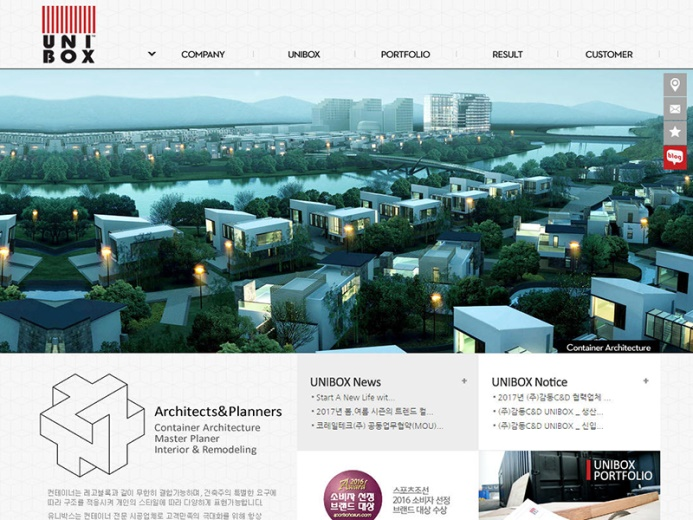 UNI
BOX
COMPANY
UNIBOX
PORTFOLIO
RESULT
CUSTOMER
blog
Container Architecture
Architects&Planners
Container Architecture
Master Planer
Interior & Remodeling
컨테이너는 레고블록과 같이 무한히 결합가능하며, 건축주의 특별한 요구에
따라 구조를 적용시켜 개인의 스타일에 따라 다양하게 표현가능합니다.
유니박스는 컨테이너 전문 시공업체로 고객만족의 극대화를 위해 항상
UNIBOX News +
• Start A New Life wit...
• 2017년 봄,여름 시즌의 트렌드 컬...
• 코레일테크(주) 공동업무협약(MOU)...
UNIBOX Notice +
• 2017년 (주)감동C&D 협력업체 ...
• (주)감동C&D UNIBOX _ 생산...
• (주)감동C&D UNIBOX _ 신입...
2016!
Award
소비자 선정
브랜드 대상
sportschosun.com
스포츠조선
2016 소비자 선정
브랜드 대상 수상
UNIBOX
PORTFOLIO